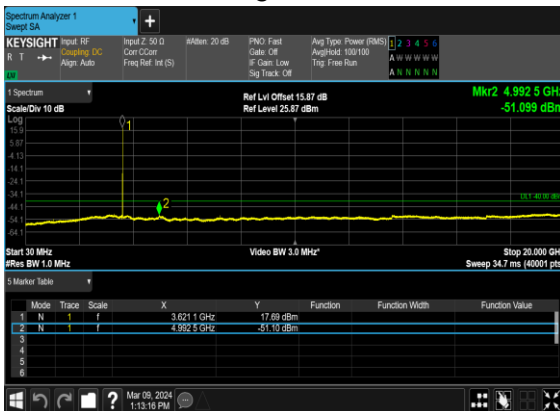 Spectrum Analyzer 1
Swept SA
KEYSIGHT Input: RF
Coupling: DC
Align: Auto
Input Z: 50 Ω
Corr CCorr
Freq Ref: Int (S)
#Atten: 20 dB
PNO: Fast
Gate: Off
IF Gain: Low
Sig Track: Off
Avg Type: Power (RMS)
Avg|Hold: 100/100
Trig: Free Run
1 2 3 4 5 6
A W W W W W
A N N N N N
R T
LV
1 Spectrum
Scale/Div 10 dB
Ref Lvl Offset 15.87 dB
Ref Level 25.87 dBm
Mkr2 4.992 5 GHz
-51.099 dBm
Log
15.9
5.87
-4.13
-14.1
-24.1
-34.1
-44.1
-54.1
-64.1
1
2
DL1 -40.00 dBm
Start 30 MHz
#Res BW 1.0 MHz
Video BW 3.0 MHz*
Stop 20.000 GHz
Sweep 34.7 ms (40001 pts)
5 Marker Table
Mode Trace Scale X Y Function Function Width Function Value
1 N 1 f 3.621 1 GHz 17.69 dBm
2 N 1 f 4.992 5 GHz -51.10 dBm
3
4
5
6
? Mar 09, 2024
1:13:16 PM